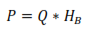 P = Q * H_B